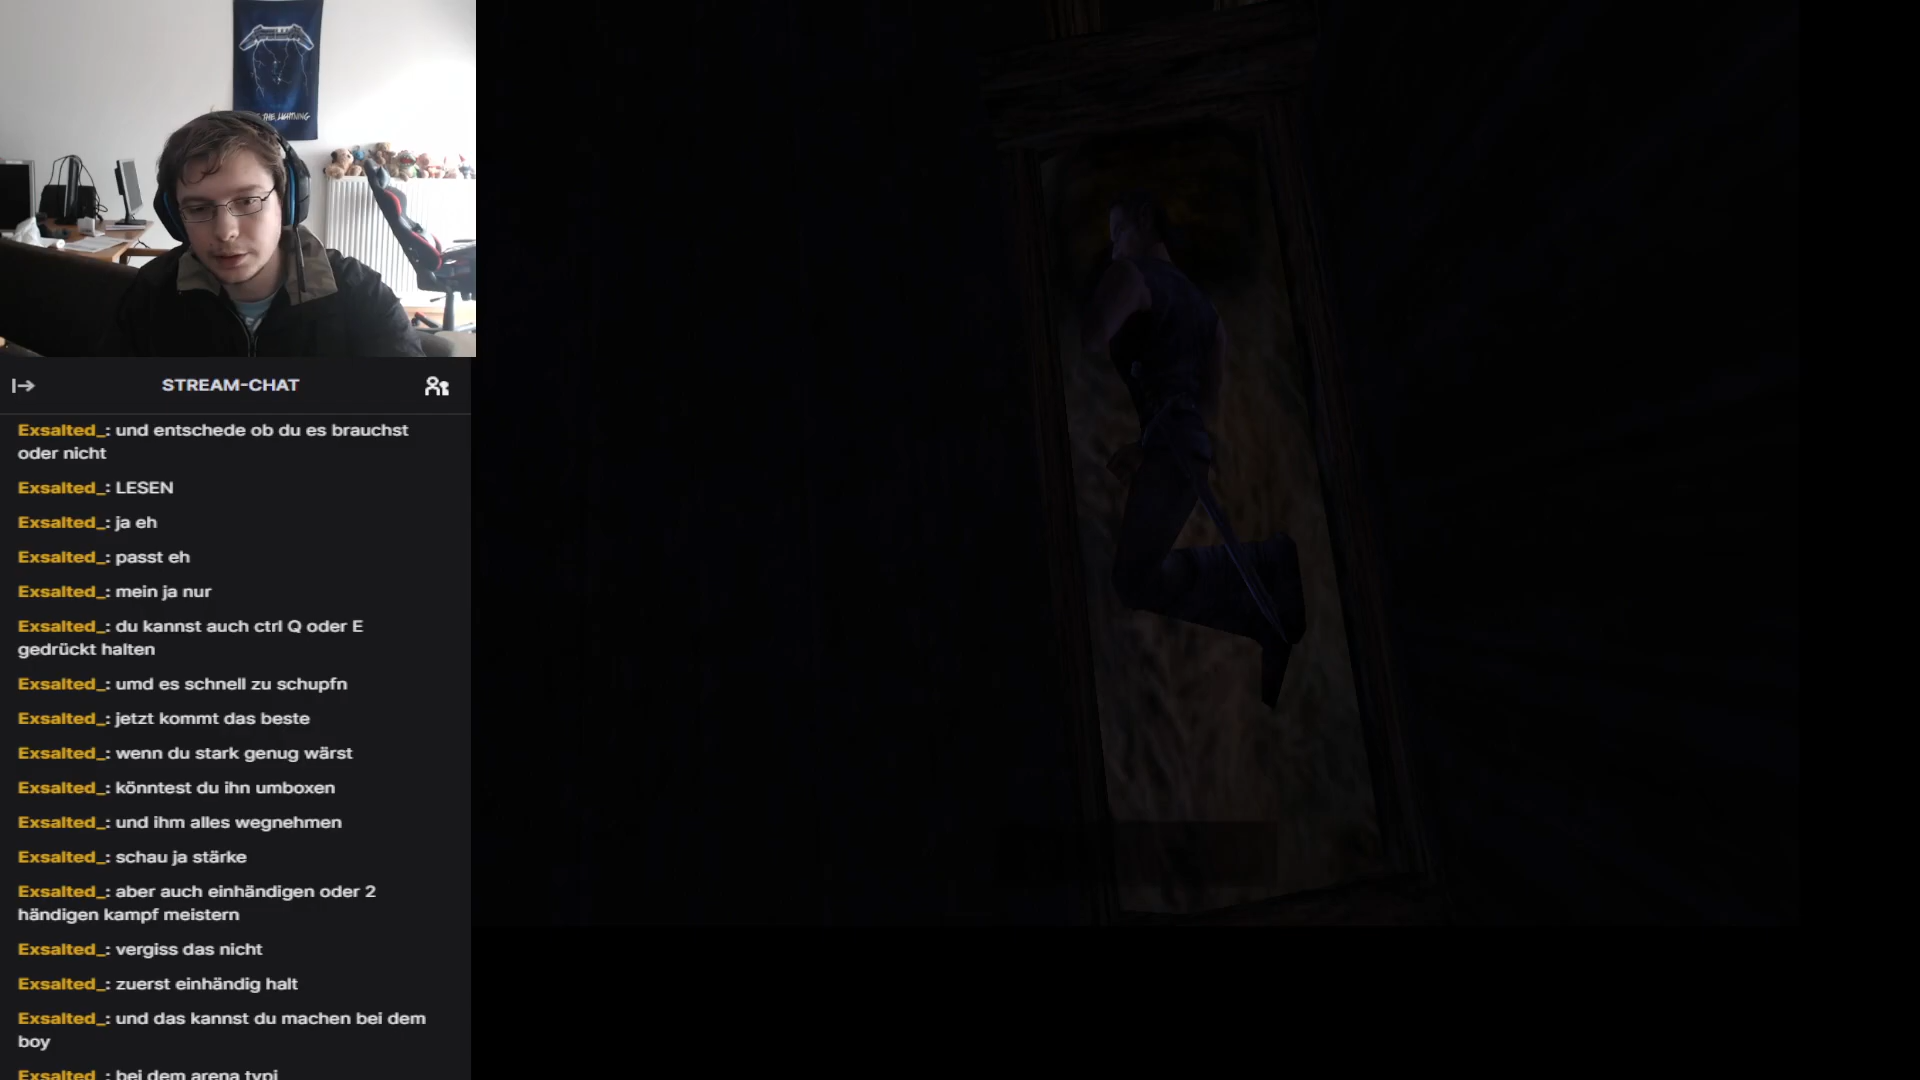 THE LIGHTNING
STREAM-CHAT
Exsalted_: und entschede ob du es brauchst
oder nicht
Exsalted_: LESEN
Exsalted_: ja eh
Exsalted_: passt eh
Exsalted_: mein ja nur
Exsalted_: du kannst auch ctrl Q oder E
gedrückt halten
Exsalted_: umd es schnell zu schupfn
Exsalted_: jetzt kommt das beste
Exsalted_: wenn du stark genug wärst
Exsalted_: könntest du ihn umboxen
Exsalted_: und ihm alles wegnehmen
Exsalted_: schau ja stärke
Exsalted_: aber auch einhändigen oder 2
händigen kampf meistern
Exsalted_: vergiss das nicht
Exsalted_: zuerst einhändig halt
Exsalted_: und das kannst du machen bei dem
boy
Exsalted_: bei dem arena typi